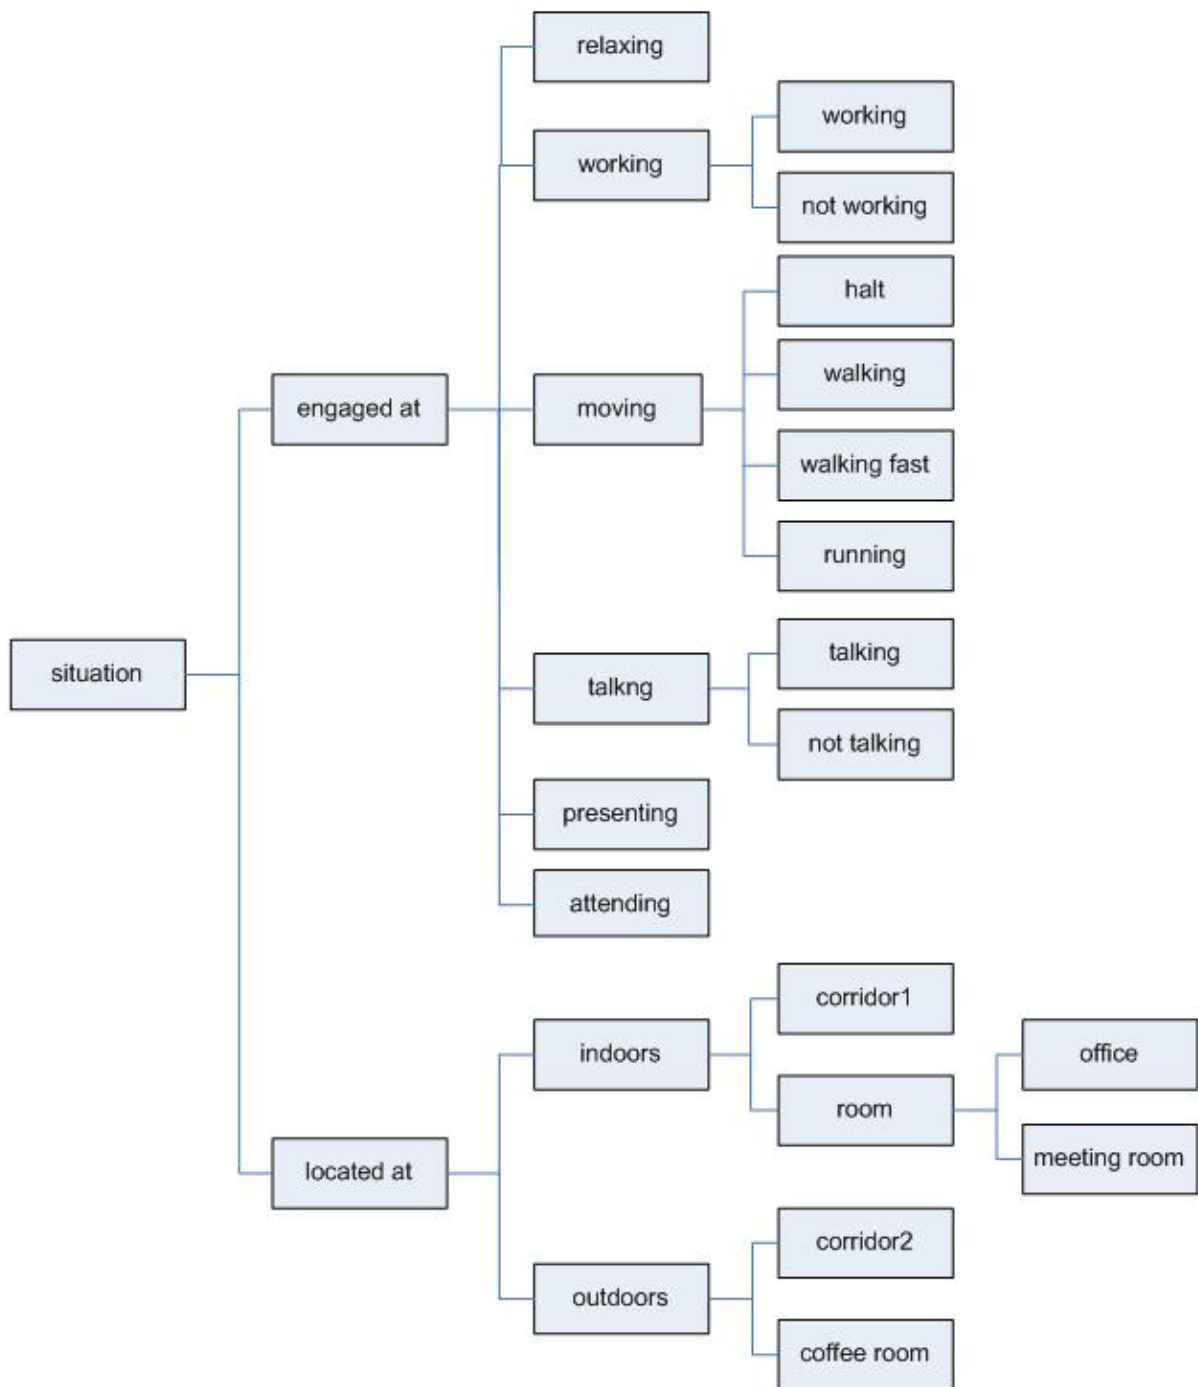 relaxing
working
working
not working
halt
engaged at
moving
walking
walking fast
running
situation
talkng
talking
not talking
presenting
attending
corridor1
indoors
office
room
located at
meeting room
corridor2
outdoors
coffee room